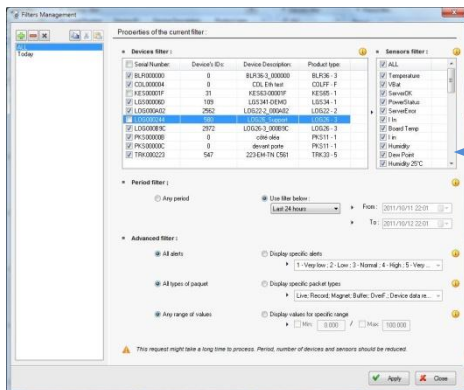 Filters Management
Properties of the current filter :
ALL
Today
Devices filter :
Serial Number Device's IDs: Device Description: Product type:
BLR000000 0 BLR36-3_000000 BLR36 - 3
COL000004 0 COL Eth test COLFF - F
KES00001F 31 KES63-00001F KES65 - 1
LGS00006D 109 LGS341-DEMO LGS34 - 1
LOG000A02 2562 LOG22-2_000A02 LOG22 - 2
LOG000244 580 LOG26_Support LOG26 - 3
LOG000B9C 2972 LOG26-3_000B9C LOG26 - 3
PKS00000B 0 côté aléa PKS11 - 1
PKS00000C 0 devant porte PKS11 - 1
TRK000223 547 223-EM-TN C561 TRK33 - 5
Sensors filter :
ALL
Temperature
VBat
ServerOK
PowerStatus
ServerError
I In
Board Temp
I in
Humidity
Dew Point
Humidity 25°C
Period filter :
Any period
Use filter below :
Last 24 hours
From : 2011/10/11 22:01
To : 2011/10/12 22:01
Advanced filter :
All alerts
Display specific alerts
1 - Very low ; 2 - Low ; 3 - Normal ; 4 - High ; 5 - Very ...
All types of paquet
Display specific packet types
Live; Record; Magnet; Buffer; OverF.; Device data re...
Any range of values
Display values for specific range
Min: 0.000 / Max: 100.000
This request might take a long time to process. Period, number of devices and sensors should be reduced.
Apply Close